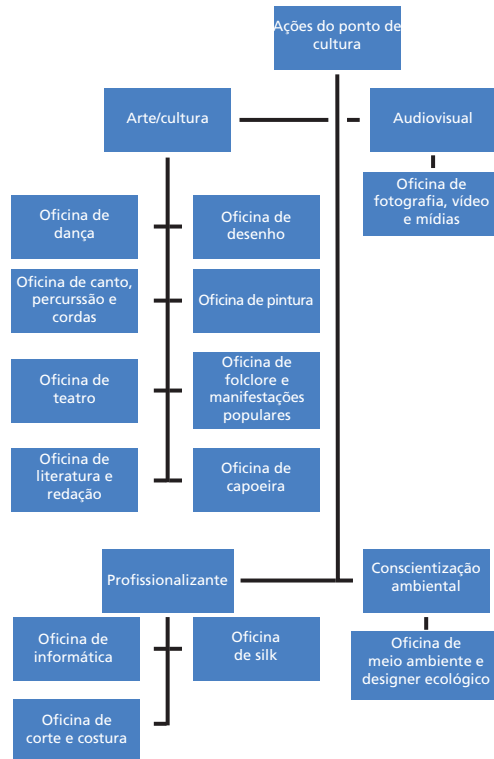 Ações do ponto de
cultura
Arte/cultura
Audiovisual
Oficina de
fotografia, vídeo
e mídias
Oficina de
dança
Oficina de
desenho
Oficina de canto,
percurssão e
cordas
Oficina de pintura
Oficina de
teatro
Oficina de
folclore e
manifestações
populares
Oficina de
literatura e
redação
Oficina de
capoeira
Profissionalizante
Conscientização
ambiental
Oficina de
informática
Oficina
de silk
Oficina de
meio ambiente e
designer ecológico
Oficina de
corte e costura